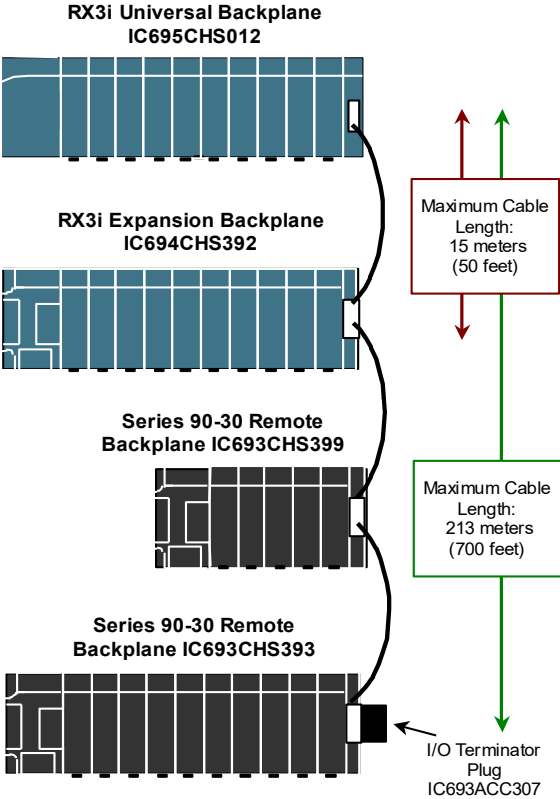 RX3i Universal Backplane
IC695CHS012
Maximum Cable
Length:
15 meters
(50 feet)
RX3i Expansion Backplane
IC694CHS392
Series 90-30 Remote
Backplane IC693CHS399
Maximum Cable
Length:
213 meters
(700 feet)
Series 90-30 Remote
Backplane IC693CHS393
I/O Terminator
Plug
IC693ACC307